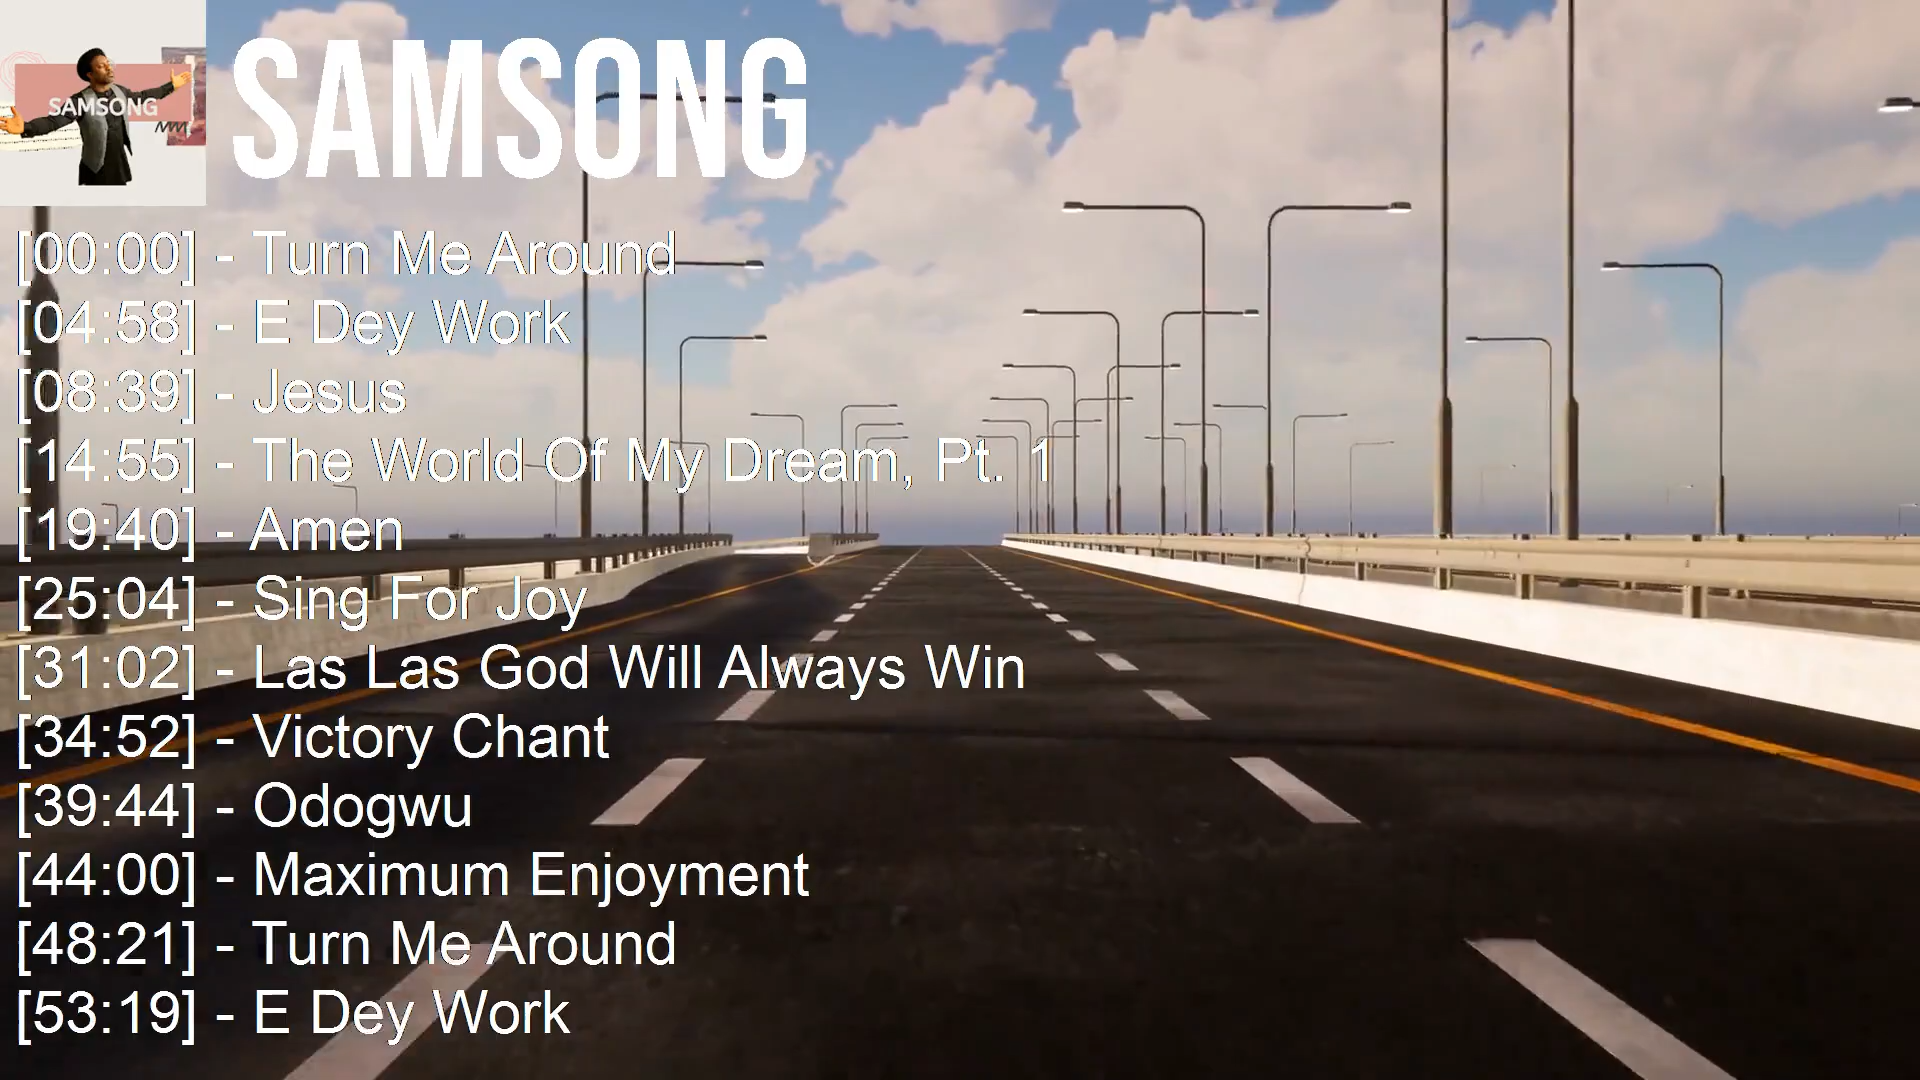 SAMSONG
SAMSONG
[00:00] - Turn Me Around
[04:58] - E Dey Work
[08:39] - Jesus
[14:55] - The World Of My Dream, Pt. 1
[19:40] - Amen
[25:04] - Sing For Joy
[31:02] - Las Las God Will Always Win
[34:52] - Victory Chant
[39:44] - Odogwu
[44:00] - Maximum Enjoyment
[48:21] - Turn Me Around
[53:19] - E Dey Work